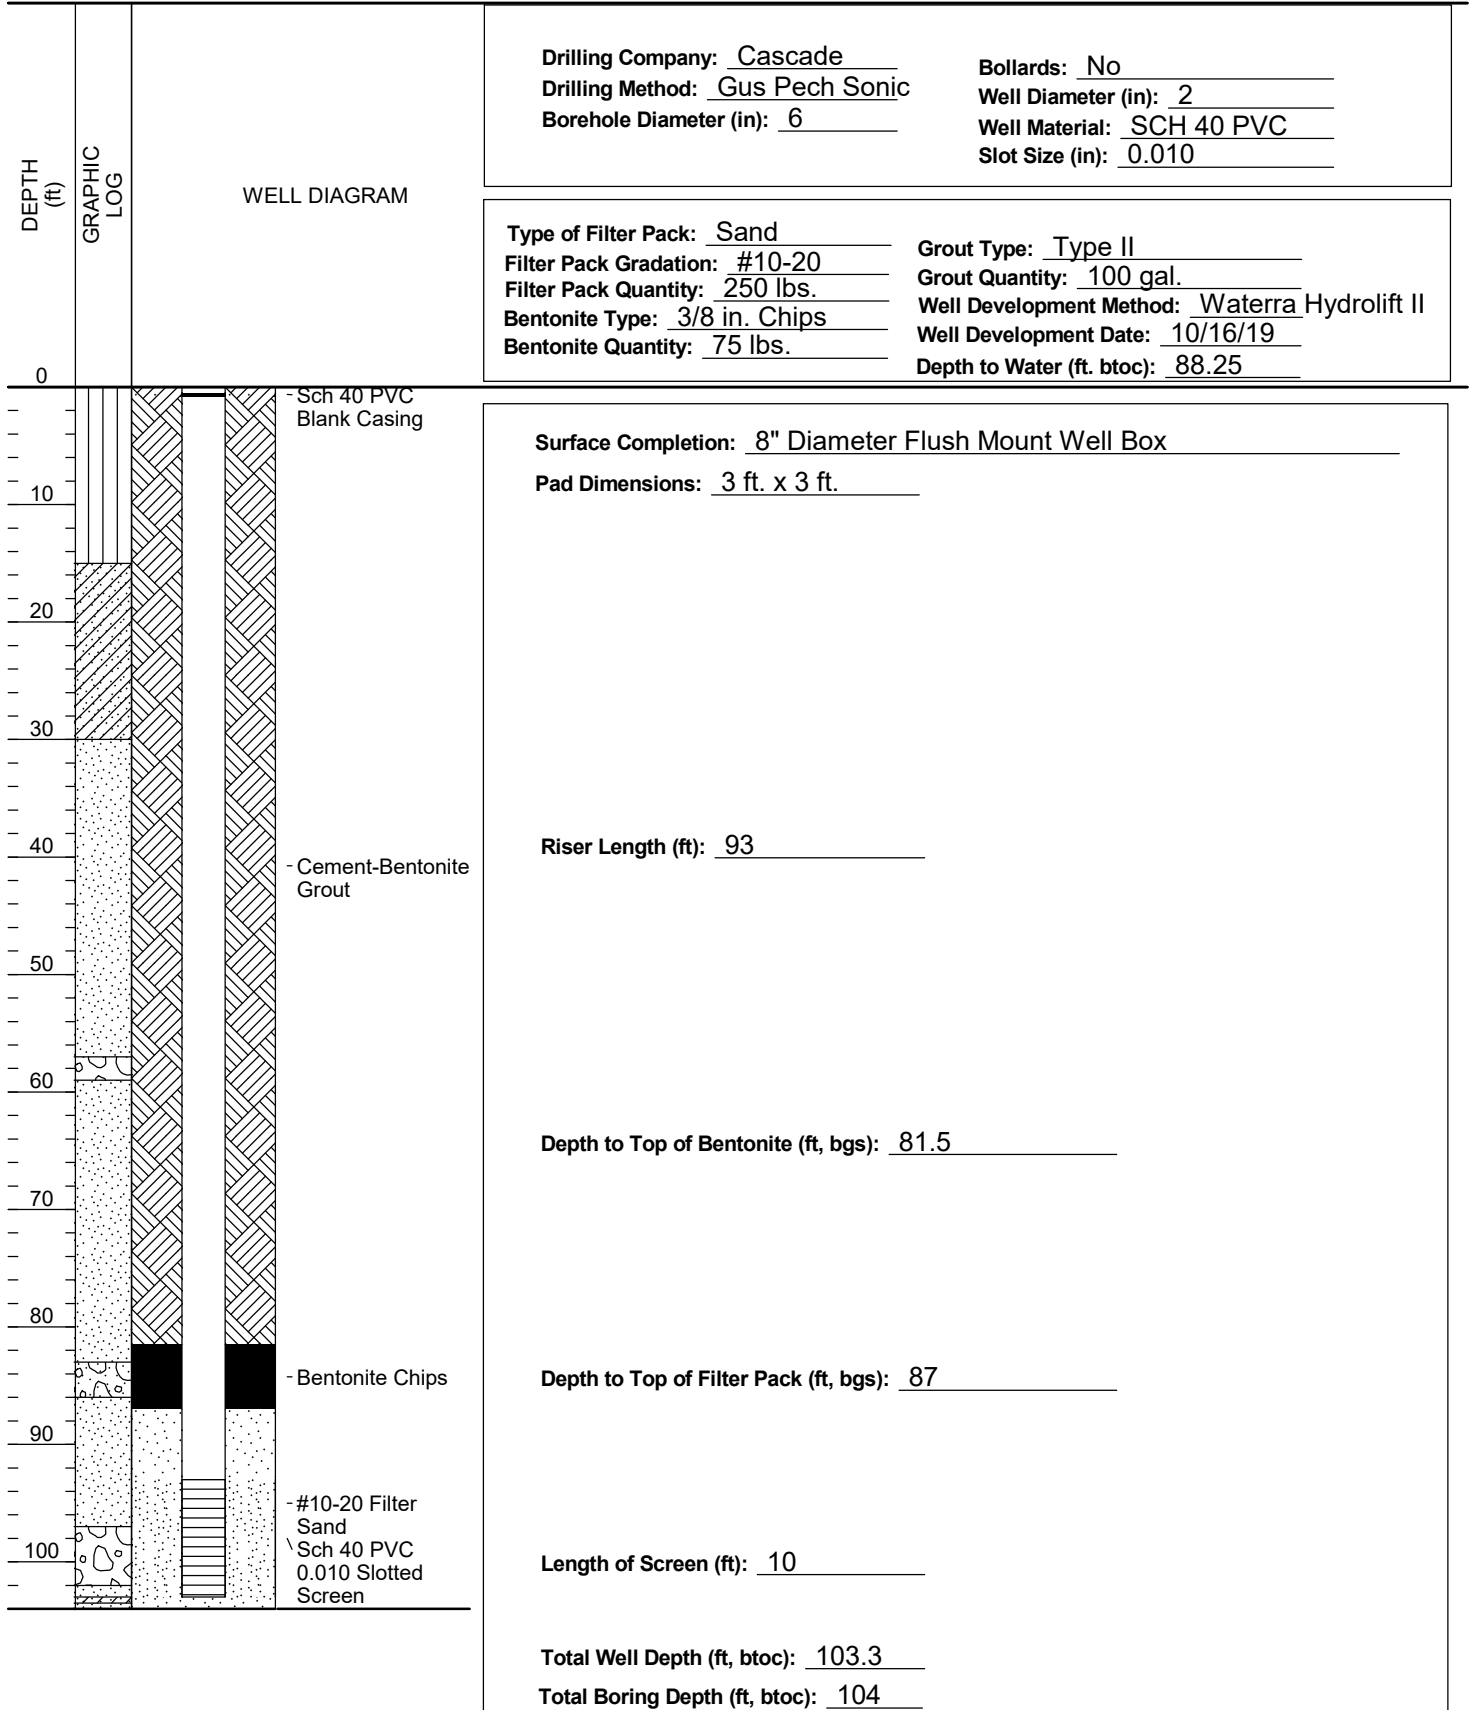 DEPTH
(ft)
GRAPHIC
LOG
WELL DIAGRAM
Drilling Company: Cascade
Drilling Method: Gus Pech Sonic
Borehole Diameter (in): 6
Bollards: No
Well Diameter (in): 2
Well Material: SCH 40 PVC
Slot Size (in): 0.010
Type of Filter Pack: Sand
Filter Pack Gradation: #10-20
Filter Pack Quantity: 250 lbs.
Bentonite Type: 3/8 in. Chips
Bentonite Quantity: 75 lbs.
Grout Type: Type II
Grout Quantity: 100 gal.
Well Development Method: Waterra Hydrolift II
Well Development Date: 10/16/19
Depth to Water (ft. btoc): 88.25
0
10
20
30
40
50
60
70
80
90
100
Sch 40 PVC
Blank Casing
Cement-Bentonite
Grout
Bentonite Chips
#10-20 Filter
Sand
Sch 40 PVC
0.010 Slotted
Screen
Surface Completion: 8" Diameter Flush Mount Well Box
Pad Dimensions: 3 ft. x 3 ft.
Riser Length (ft): 93
Depth to Top of Bentonite (ft, bgs): 81.5
Depth to Top of Filter Pack (ft, bgs): 87
Length of Screen (ft): 10
Total Well Depth (ft, btoc): 103.3
Total Boring Depth (ft, btoc): 104